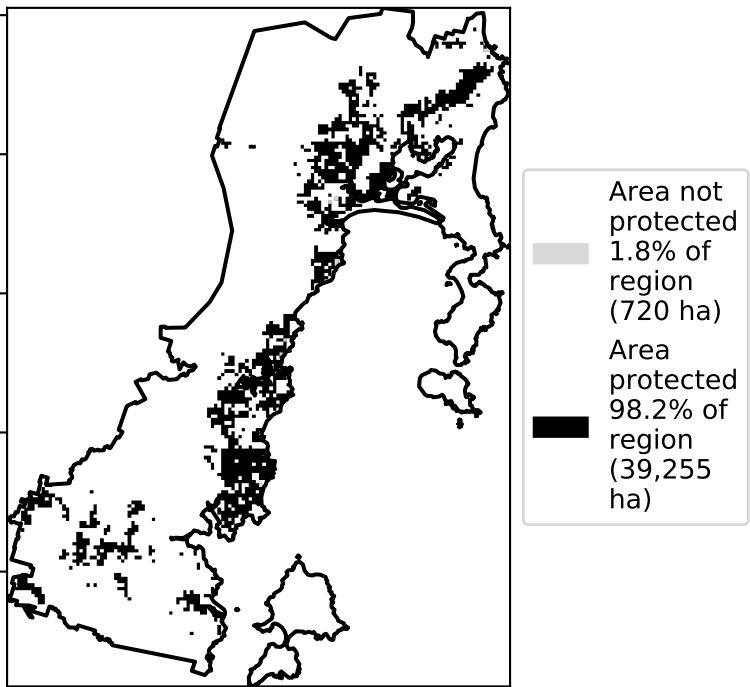 Area not
protected
1.8% of
region
(720 ha)
Area
protected
98.2% of
region
(39,255
ha)